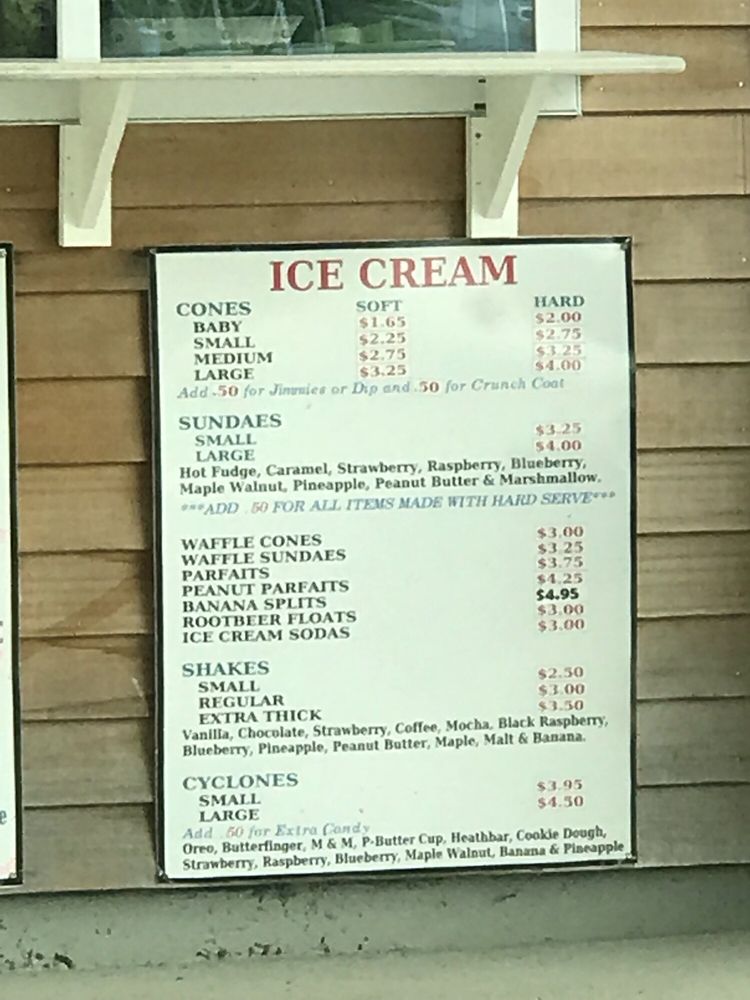 ICE CREAM
CONES SOFT HARD
BABY $1.65 $2.00
SMALL $2.25 $2.75
MEDIUM $2.75 $3.25
LARGE $3.25 $4.00
Add .50 for Jimmies or Dip and .50 for Crunch Coat
SUNDAES
SMALL $3.25
LARGE $4.00
Hot Fudge, Caramel, Strawberry, Raspberry, Blueberry,
Maple Walnut, Pineapple, Peanut Butter & Marshmallow.
***ADD .50 FOR ALL ITEMS MADE WITH HARD SERVE***
WAFFLE CONES $3.00
WAFFLE SUNDAES $3.25
PARFAITS $3.75
PEANUT PARFAITS $4.25
BANANA SPLITS $4.95
ROOTBEER FLOATS $3.00
ICE CREAM SODAS $3.00
SHAKES
SMALL $2.50
REGULAR $3.00
EXTRA THICK $3.50
Vanilla, Chocolate, Strawberry, Coffee, Mocha, Black Raspberry,
Blueberry, Pineapple, Peanut Butter, Maple, Malt & Banana.
CYCLONES
SMALL $3.95
LARGE $4.50
Add .50 for Extra Candy
Oreo, Butterfinger, M & M, P-Butter Cup, Heathbar, Cookie Dough,
Strawberry, Raspberry, Blueberry, Maple Walnut, Banana & Pineapple